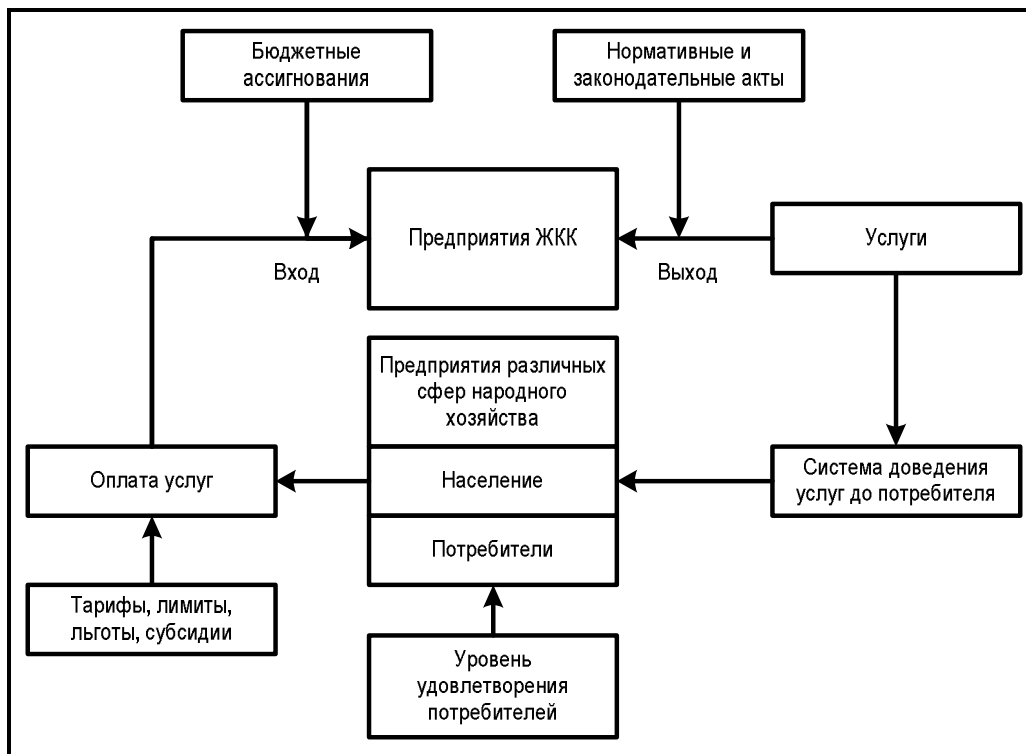 Бюджетные
ассигнования
Нормативные и
законодательные акты
Предприятия ЖКК
Услуги
Вход
Выход
Предприятия различных
сфер народного
хозяйства
Оплата услуг
Население
Система доведения
услуг до потребителя
Потребители
Тарифы, лимиты,
льготы, субсидии
Уровень
удовлетворения
потребителей